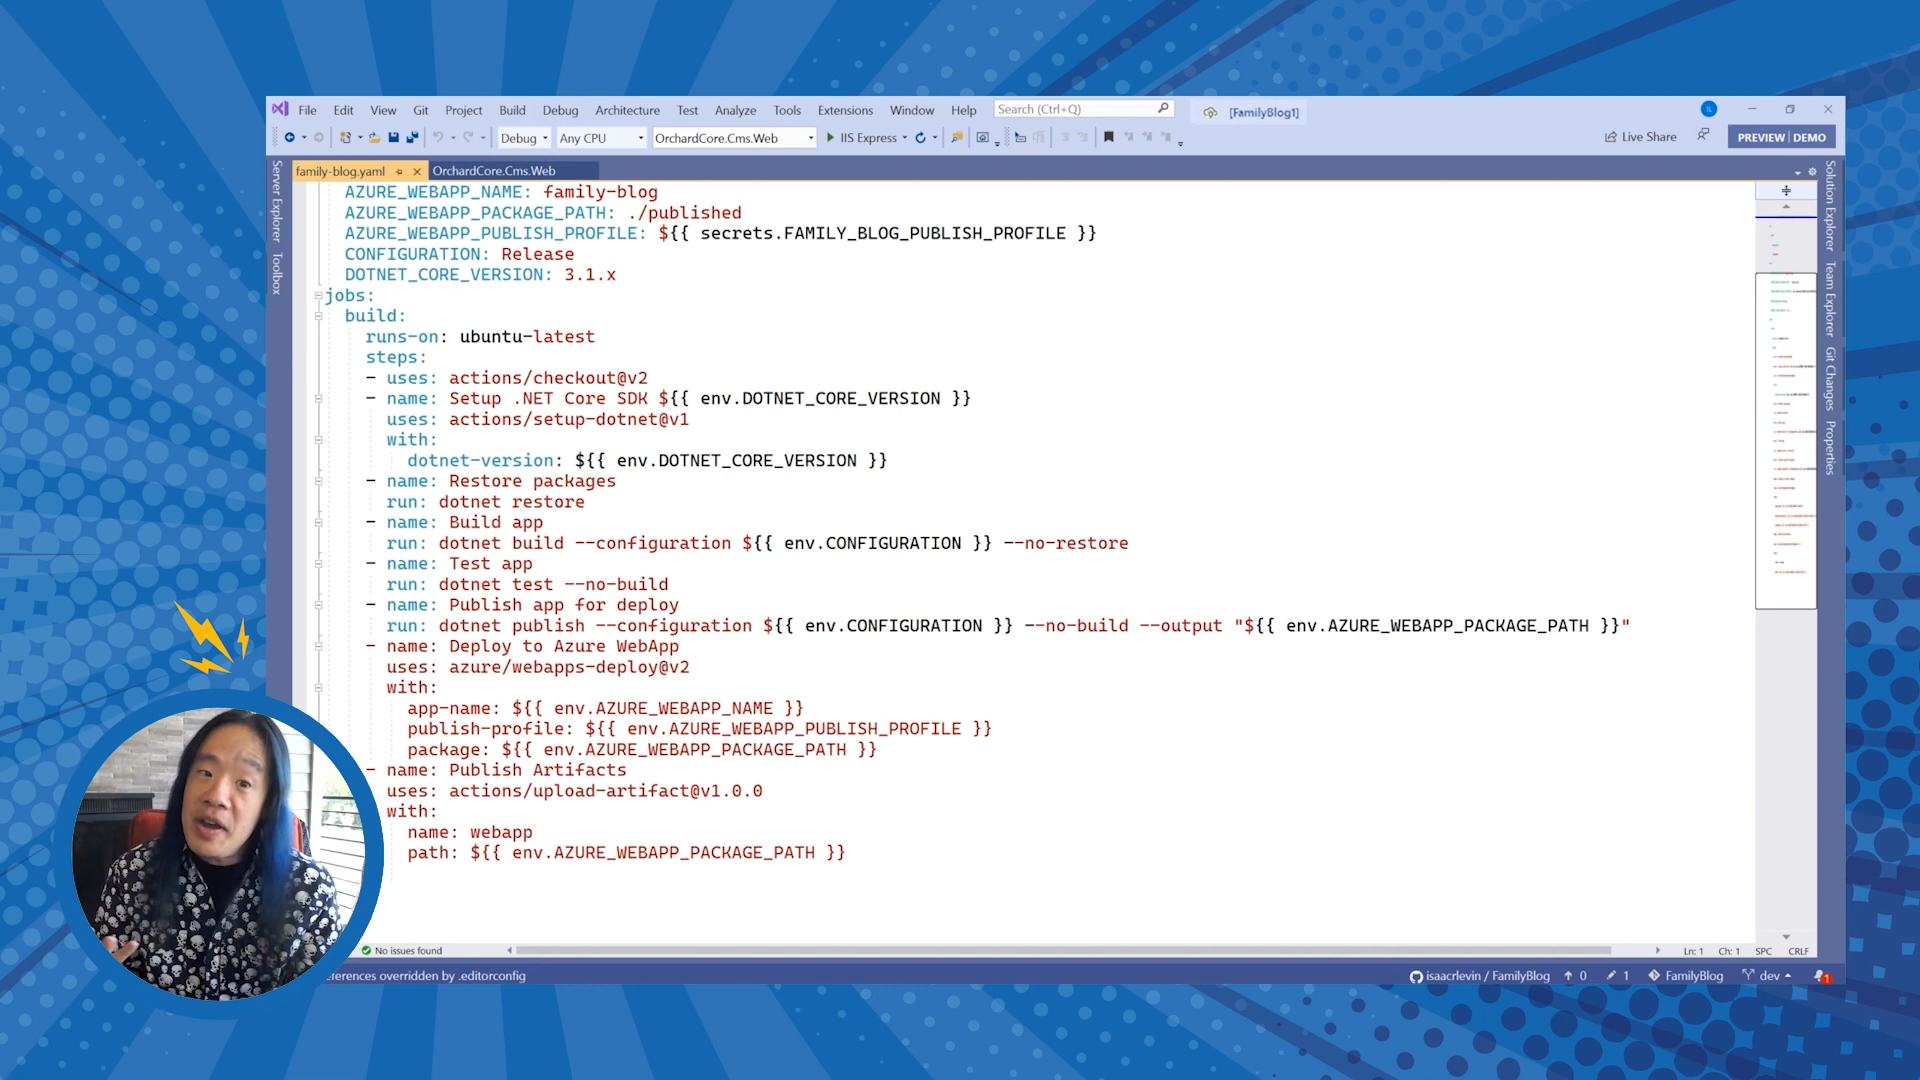 File Edit View Git Project Build Debug Architecture Test Analyze Tools Extensions Window Help Search (Ctrl+Q) [FamilyBlog1]
Debug Any CPU OrchardCore.Cms.Web IIS Express Live Share PREVIEW | DEMO
family-blog.yaml OrchardCore.Cms.Web
Server Explorer
Toolbox
AZURE_WEBAPP_NAME: family-blog
AZURE_WEBAPP_PACKAGE_PATH: ./published
AZURE_WEBAPP_PUBLISH_PROFILE: ${{ secrets.FAMILY_BLOG_PUBLISH_PROFILE }}
CONFIGURATION: Release
DOTNET_CORE_VERSION: 3.1.x
jobs:
build:
runs-on: ubuntu-latest
steps:
- uses: actions/checkout@v2
- name: Setup .NET Core SDK ${{ env.DOTNET_CORE_VERSION }}
uses: actions/setup-dotnet@v1
with:
dotnet-version: ${{ env.DOTNET_CORE_VERSION }}
- name: Restore packages
run: dotnet restore
- name: Build app
run: dotnet build --configuration ${{ env.CONFIGURATION }} --no-restore
- name: Test app
run: dotnet test --no-build
- name: Publish app for deploy
run: dotnet publish --configuration ${{ env.CONFIGURATION }} --no-build --output "${{ env.AZURE_WEBAPP_PACKAGE_PATH }}"
- name: Deploy to Azure WebApp
uses: azure/webapps-deploy@v2
with:
app-name: ${{ env.AZURE_WEBAPP_NAME }}
publish-profile: ${{ env.AZURE_WEBAPP_PUBLISH_PROFILE }}
package: ${{ env.AZURE_WEBAPP_PACKAGE_PATH }}
- name: Publish Artifacts
uses: actions/upload-artifact@v1.0.0
with:
name: webapp
path: ${{ env.AZURE_WEBAPP_PACKAGE_PATH }}
Solution Explorer
Team Explorer
Git Changes
Properties
No issues found Ln: 1 Ch: 1 SPC CRLF
erences overridden by .editorconfig isaacrlevin / FamilyBlog 0 1 FamilyBlog dev 1